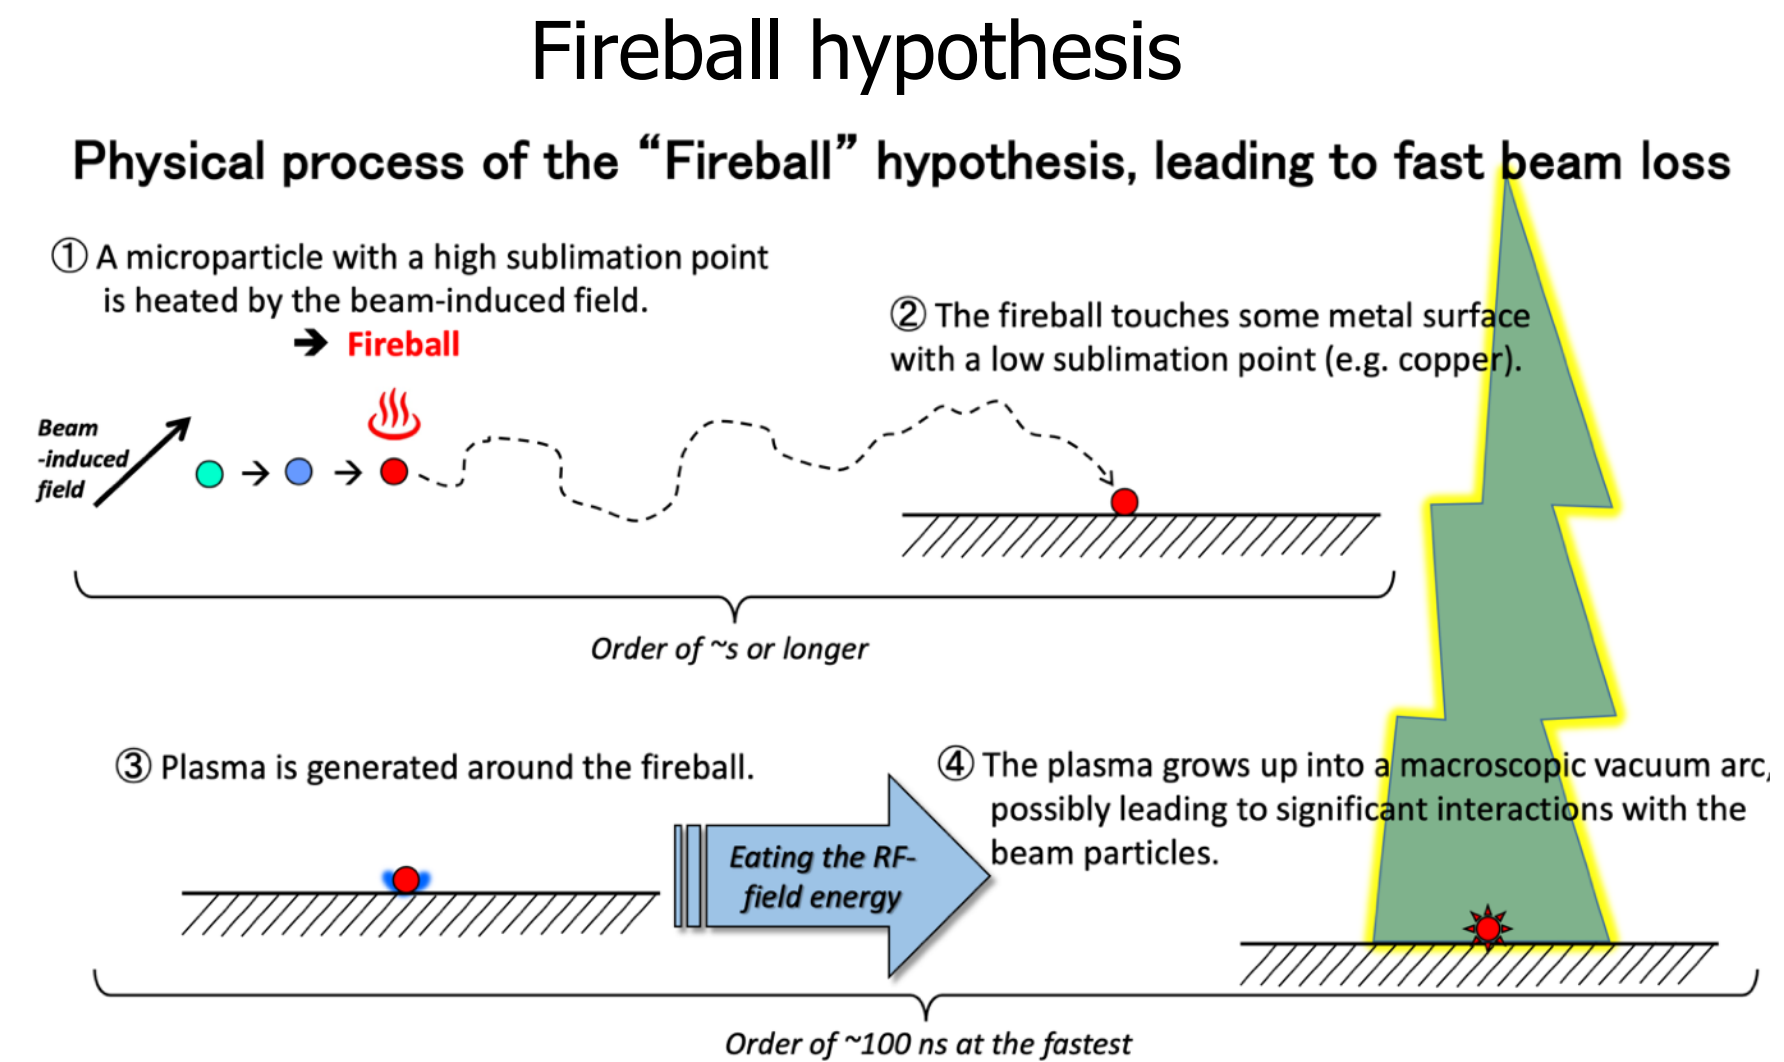 Fireball hypothesis
Physical process of the “Fireball” hypothesis, leading to fast beam loss
① A microparticle with a high sublimation point
is heated by the beam-induced field.
➔ Fireball
② The fireball touches some metal surface
with a low sublimation point (e.g. copper).
Beam
-induced
field
Order of ~s or longer
③ Plasma is generated around the fireball.
④ The plasma grows up into a macroscopic vacuum arc,
possibly leading to significant interactions with the
beam particles.
Eating the RF-
field energy
Order of ~100 ns at the fastest